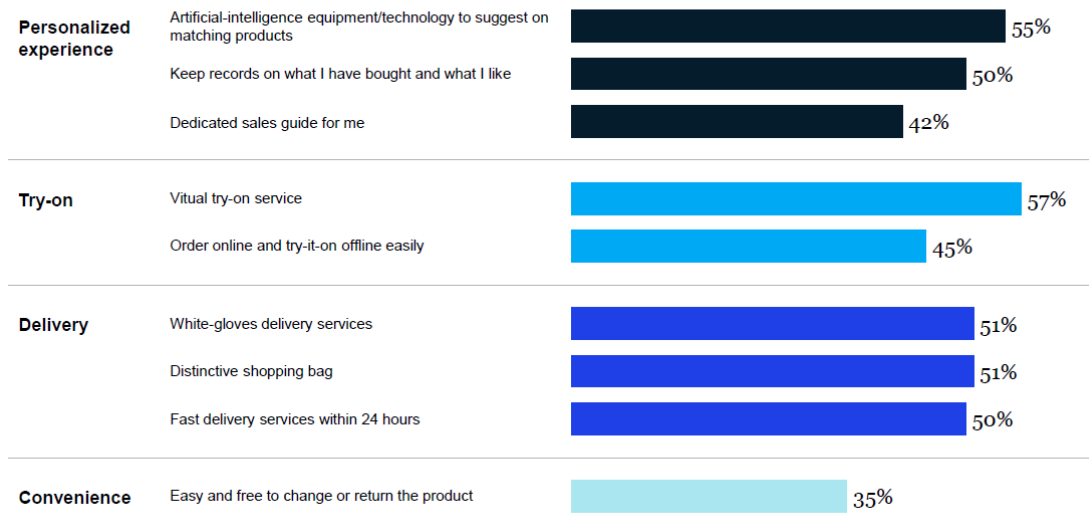 Personalized
experience
Artificial-intelligence equipment/technology to suggest on
matching products
55%
Keep records on what I have bought and what I like
50%
Dedicated sales guide for me
42%
Try-on
Vitual try-on service
57%
Order online and try-it-on offline easily
45%
Delivery
White-gloves delivery services
51%
Distinctive shopping bag
51%
Fast delivery services within 24 hours
50%
Convenience
Easy and free to change or return the product
35%